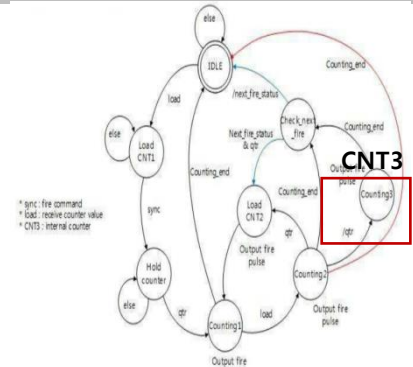 else
IDLE
Counting_end
load
/next_fire_status
else
Load
CNT1
Check_next
_fire
Next_fire_status
& qtr
Counting_end
CNT3
Output fire
pulse
Counting_end
Counting_end
Counting3
* sync : fire command
* load : receive counter value
* CNT3 : internal counter
sync
Load
CNT2
qtr
/qtr
Output fire
pulse
Hold
counter
Counting2
else
qtr
Counting1
load
Output fire
pulse
Output fire